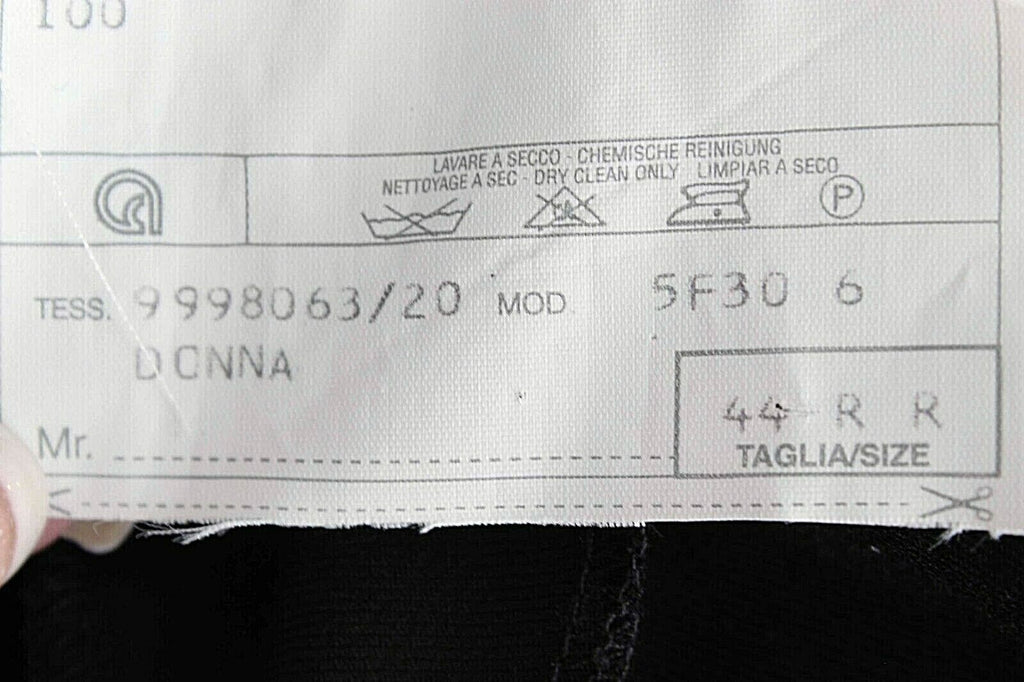 100
LAVARE A SECCO - CHEMISCHE REINIGUNG
NETTOYAGE A SEC - DRY CLEAN ONLY LIMPIAR A SECO
P
TESS. 9998063/20 MOD. 5F30 6
DONNA
44 R R
Mr.
TAGLIA/SIZE